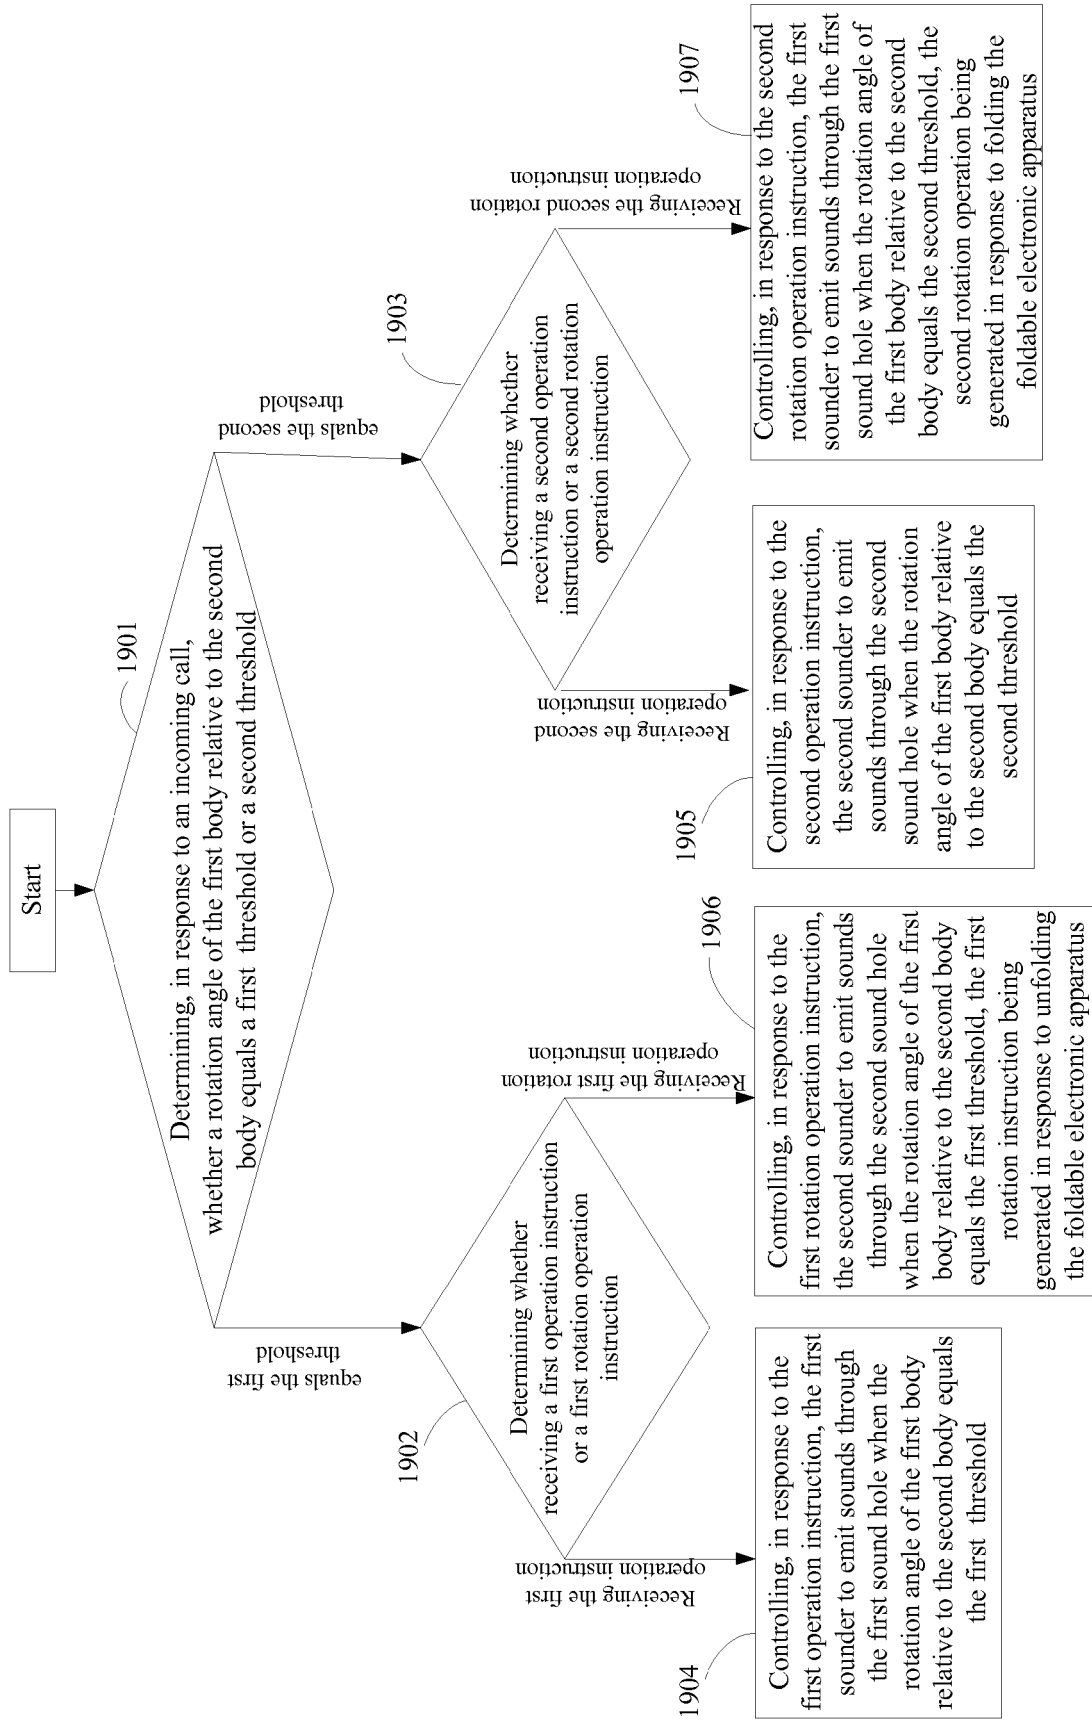 Start
1901
Determining, in response to an incoming call,
whether a rotation angle of the first body relative to the second
body equals a first threshold or a second threshold
equals the first
threshold
equals the second
threshold
1902
Determining whether
receiving a first operation instruction
or a first rotation operation
instruction
1903
Determining whether
receiving a second operation
instruction or a second rotation
operation instruction
Receiving the first
operation instruction
Receiving the first rotation
operation instruction
Receiving the second
operation instruction
Receiving the second rotation
operation instruction
1904
Controlling, in response to the
first operation instruction, the first
sounder to emit sounds through
the first sound hole when the
rotation angle of the first body
relative to the second body equals
the first threshold
1906
Controlling, in response to the
first rotation operation instruction,
the second sounder to emit sounds
through the second sound hole
when the rotation angle of the first
body relative to the second body
equals the first threshold, the first
rotation instruction being
generated in response to unfolding
the foldable electronic apparatus
1905
Controlling, in response to the
second operation instruction,
the second sounder to emit
sounds through the second
sound hole when the rotation
angle of the first body relative
to the second body equals the
second threshold
1907
Controlling, in response to the second
rotation operation instruction, the first
sounder to emit sounds through the first
sound hole when the rotation angle of
the first body relative to the second
body equals the second threshold, the
second rotation operation being
generated in response to folding the
foldable electronic apparatus